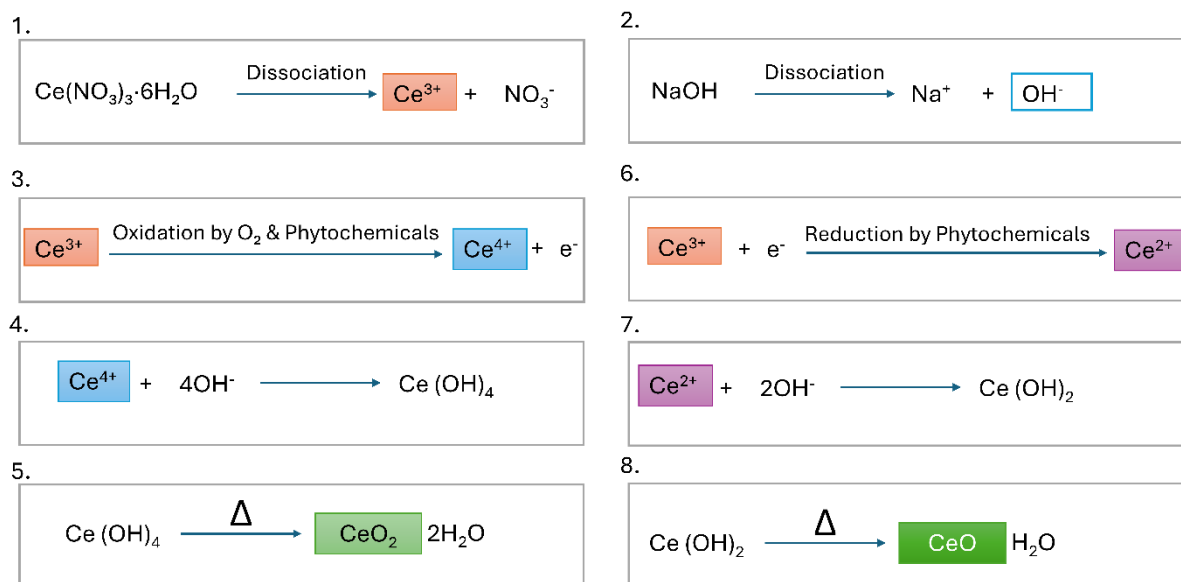 1.
Dissociation
Ce(NO₃)₃·6H₂O Ce³⁺ + NO₃⁻
2.
Dissociation
NaOH Na⁺ + OH⁻
3.
Oxidation by O₂ & Phytochemicals
Ce³⁺ Ce⁴⁺ + e⁻
6.
Reduction by Phytochemicals
Ce³⁺ + e⁻ Ce²⁺
4.
Ce⁴⁺ + 4OH⁻ Ce (OH)₄
7.
Ce²⁺ + 2OH⁻ Ce (OH)₂
5.
Δ
Ce (OH)₄ CeO₂ 2H₂O
8.
Δ
Ce (OH)₂ CeO H₂O